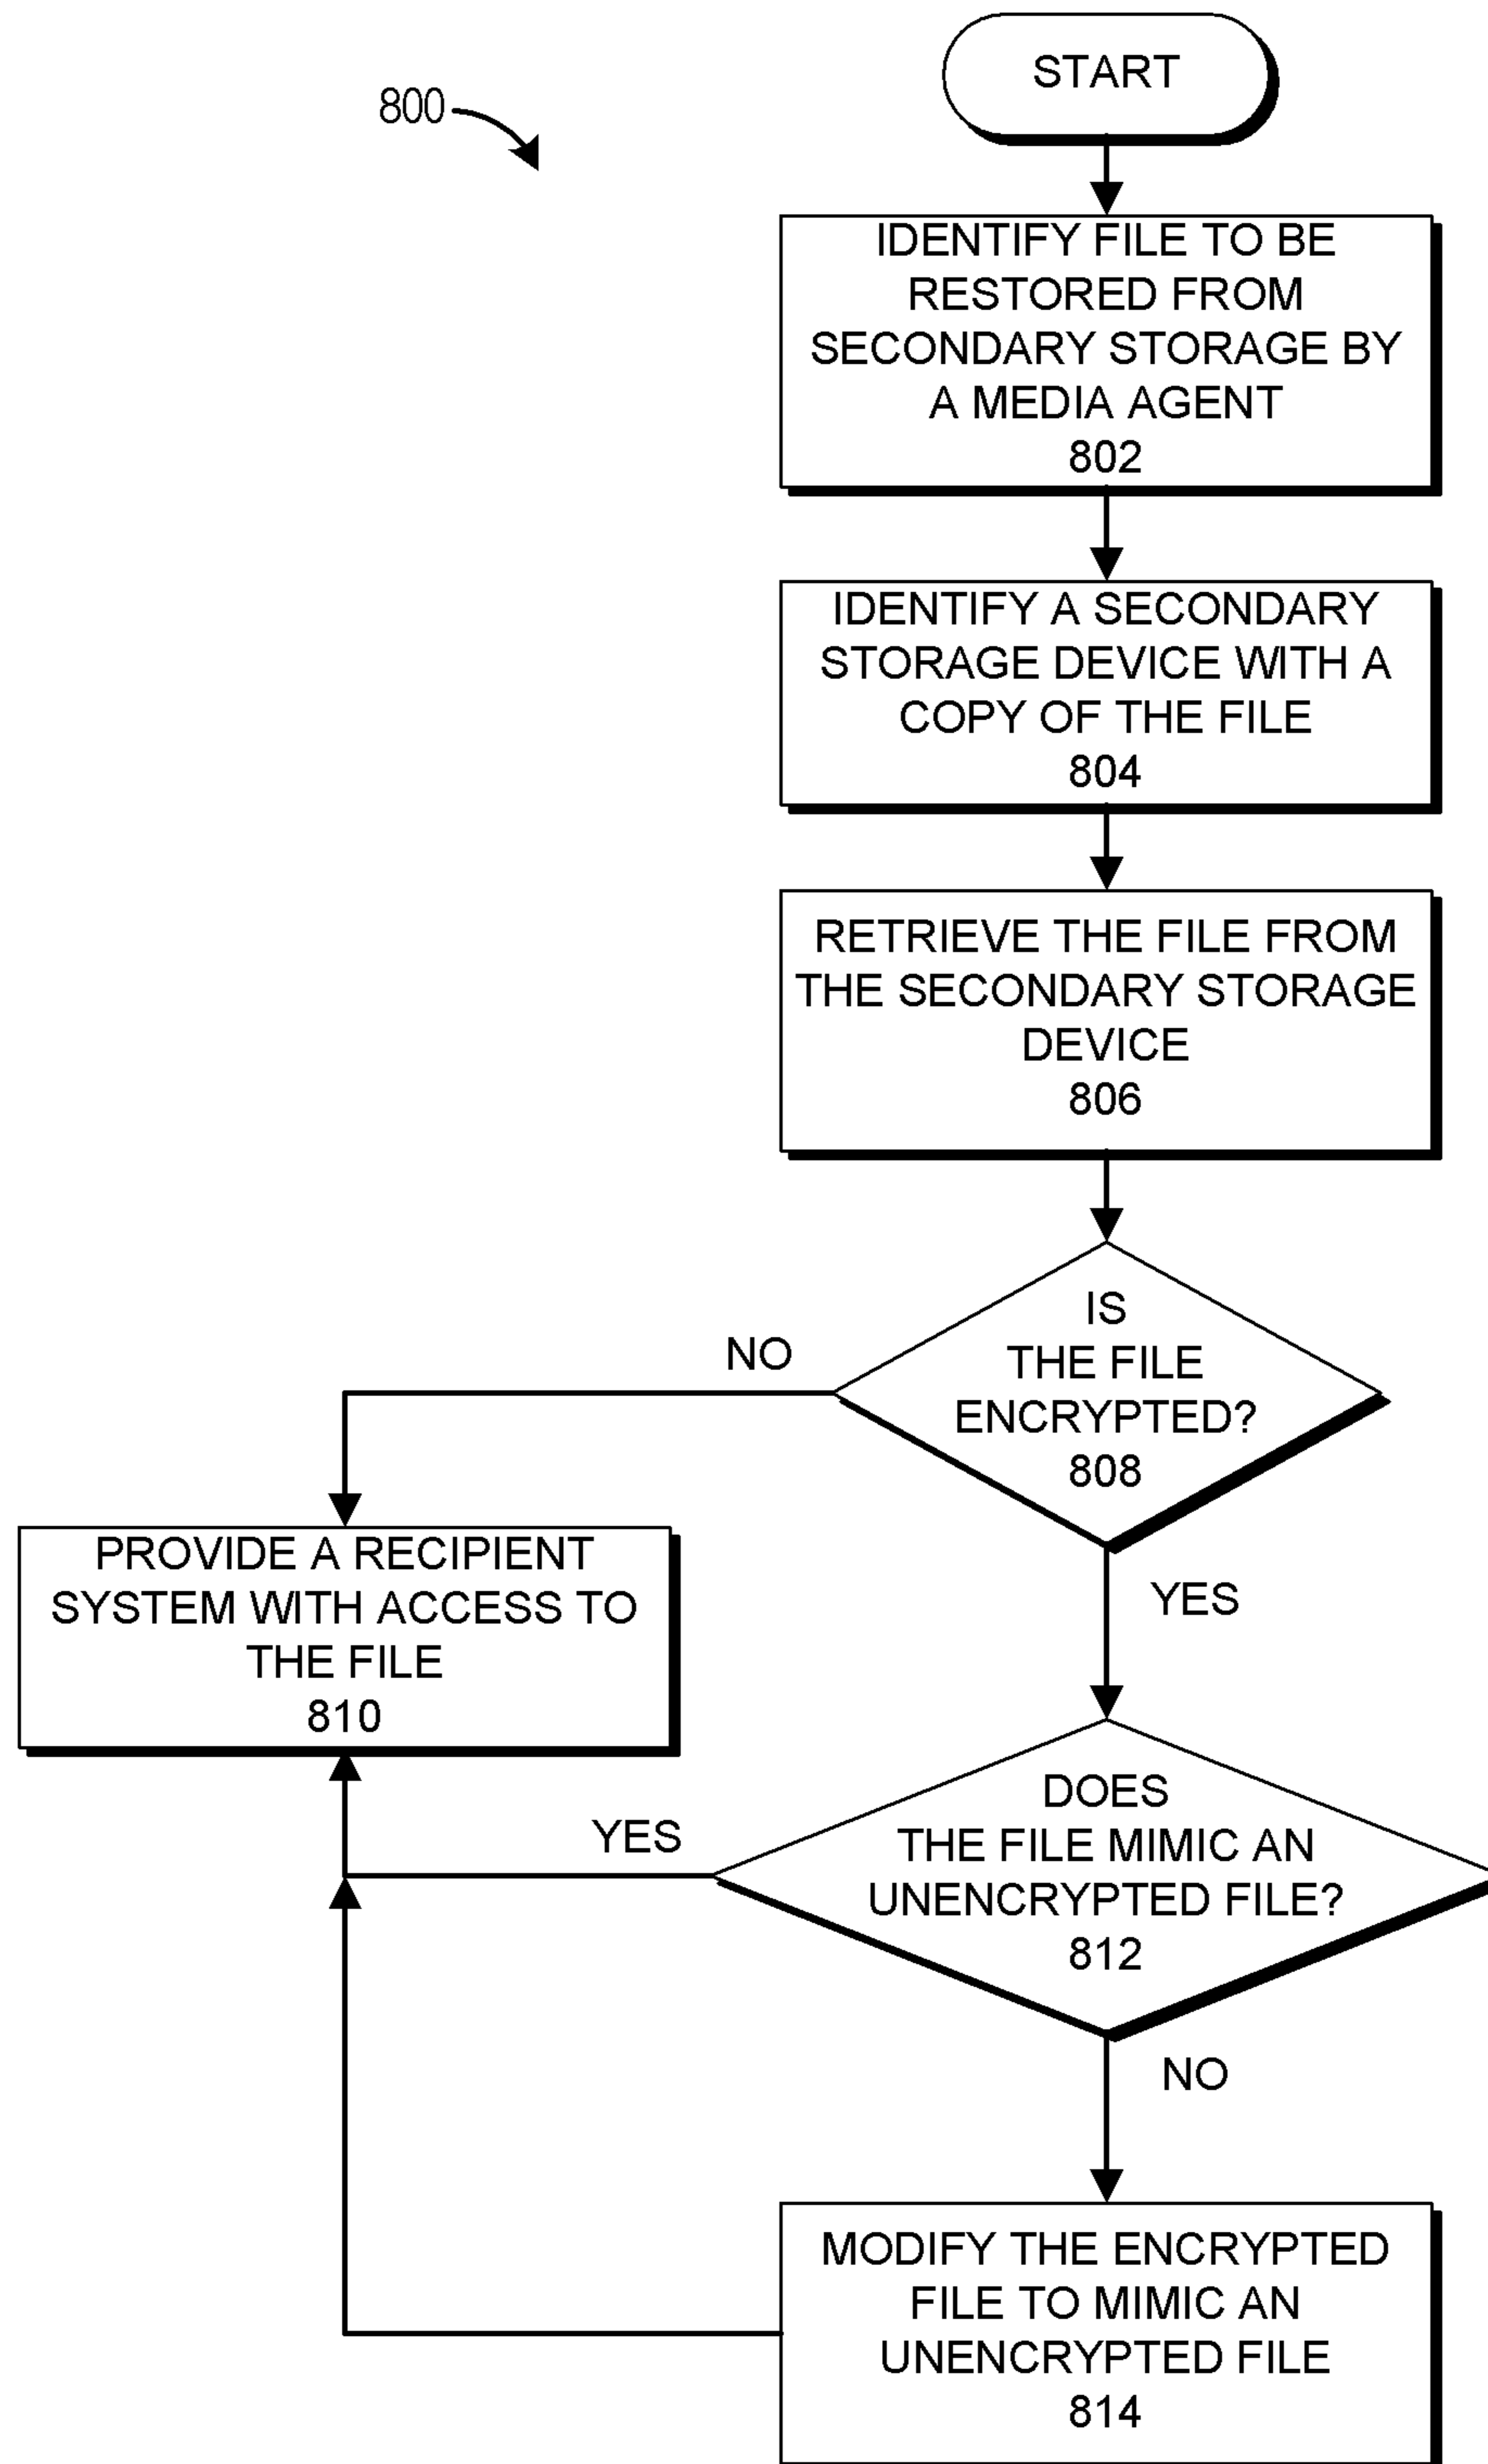 START
800
IDENTIFY FILE TO BE
RESTORED FROM
SECONDARY STORAGE BY
A MEDIA AGENT
802
IDENTIFY A SECONDARY
STORAGE DEVICE WITH A
COPY OF THE FILE
804
RETRIEVE THE FILE FROM
THE SECONDARY STORAGE
DEVICE
806
IS
THE FILE
ENCRYPTED?
808
NO
YES
PROVIDE A RECIPIENT
SYSTEM WITH ACCESS TO
THE FILE
810
DOES
THE FILE MIMIC AN
UNENCRYPTED FILE?
812
YES
NO
MODIFY THE ENCRYPTED
FILE TO MIMIC AN
UNENCRYPTED FILE
814